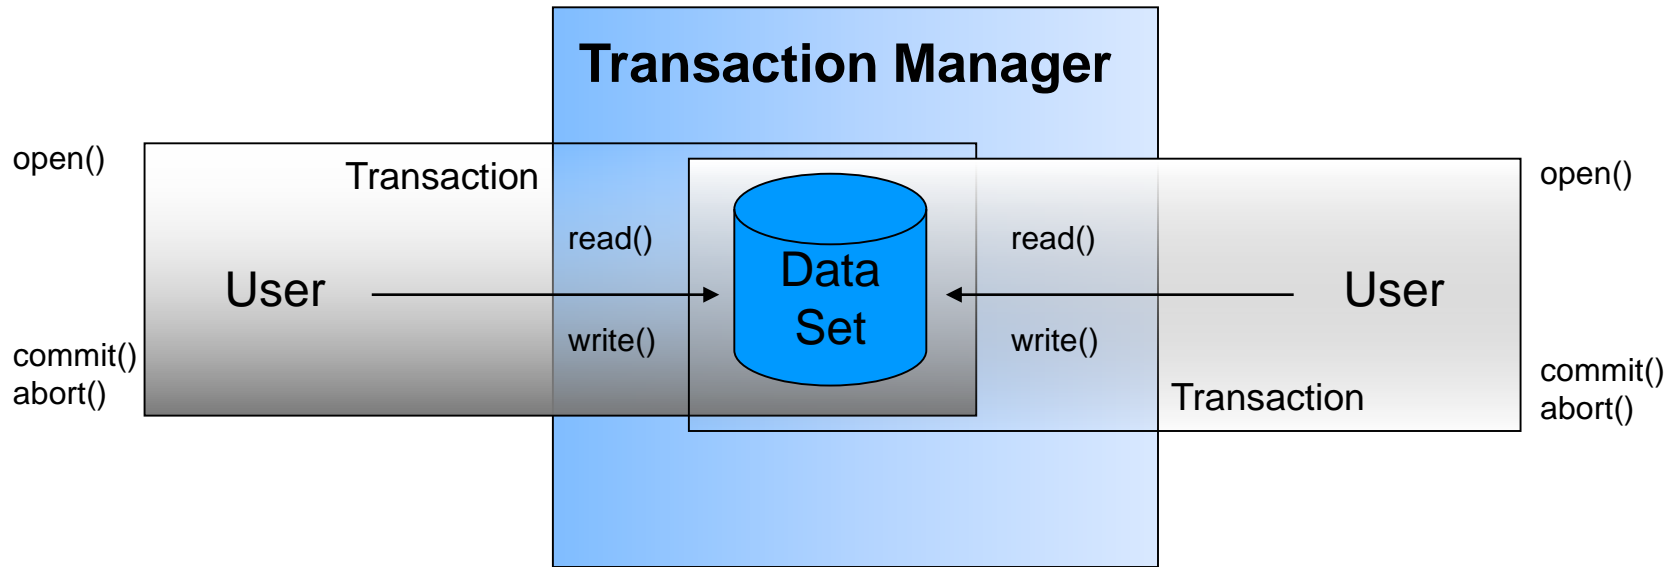 Transaction Manager
open()
Transaction
open()
read()
read()
User
Data
Set
User
write()
write()
commit()
abort()
Transaction
commit()
abort()